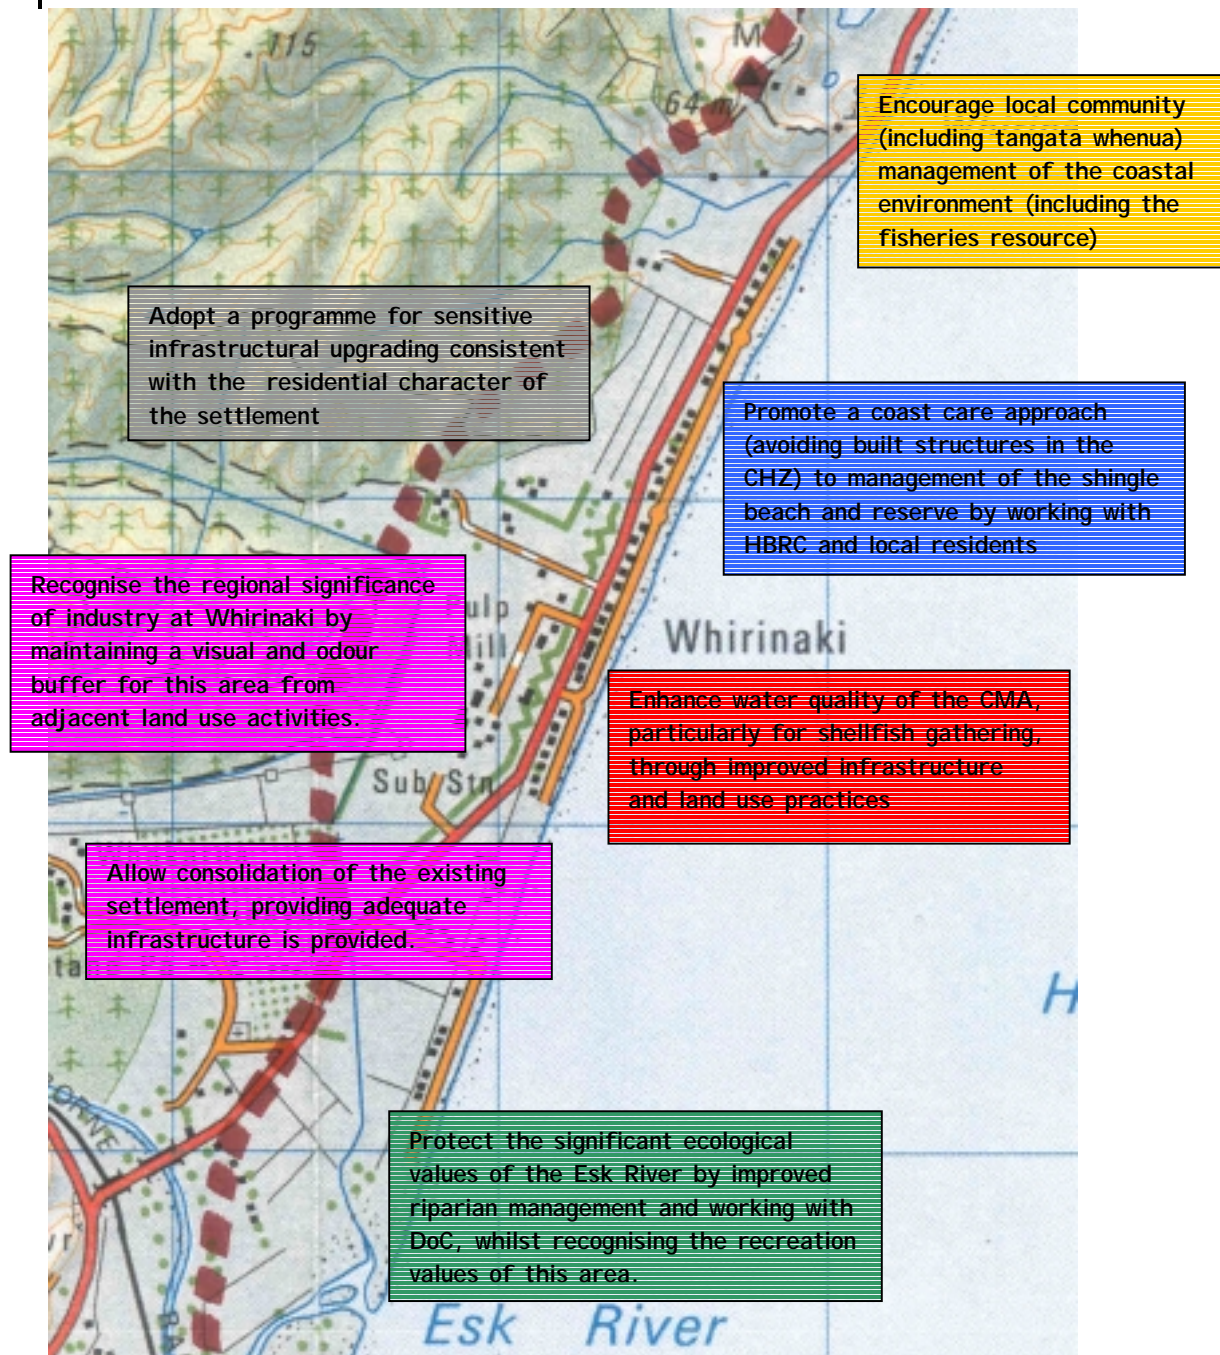 115
M
64 m
Encourage local community
(including tangata whenua)
management of the coastal
environment (including the
fisheries resource)
Adopt a programme for sensitive
infrastructural upgrading consistent
with the residential character of
the settlement
Promote a coast care approach
(avoiding built structures in the
CHZ) to management of the shingle
beach and reserve by working with
HBRC and local residents
Recognise the regional significance
of industry at Whirinaki by
maintaining a visual and odour
buffer for this area from
adjacent land use activities.
ulp
ill
Whirinaki
Enhance water quality of the CMA,
particularly for shellfish gathering,
through improved infrastructure
and land use practices
Sub Stn
Allow consolidation of the existing
settlement, providing adequate
infrastructure is provided.
H
Protect the significant ecological
values of the Esk River by improved
riparian management and working with
DoC, whilst recognising the recreation
values of this area.
Esk River